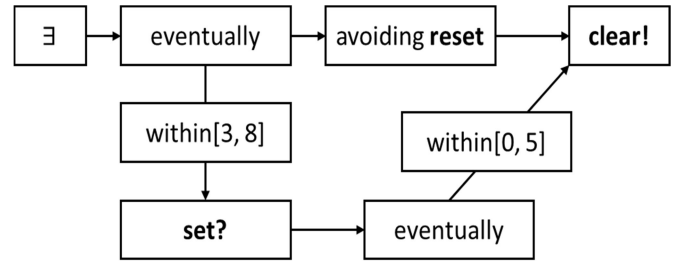 ∃
eventually
avoiding reset
clear!
within[3, 8]
within[0, 5]
set?
eventually